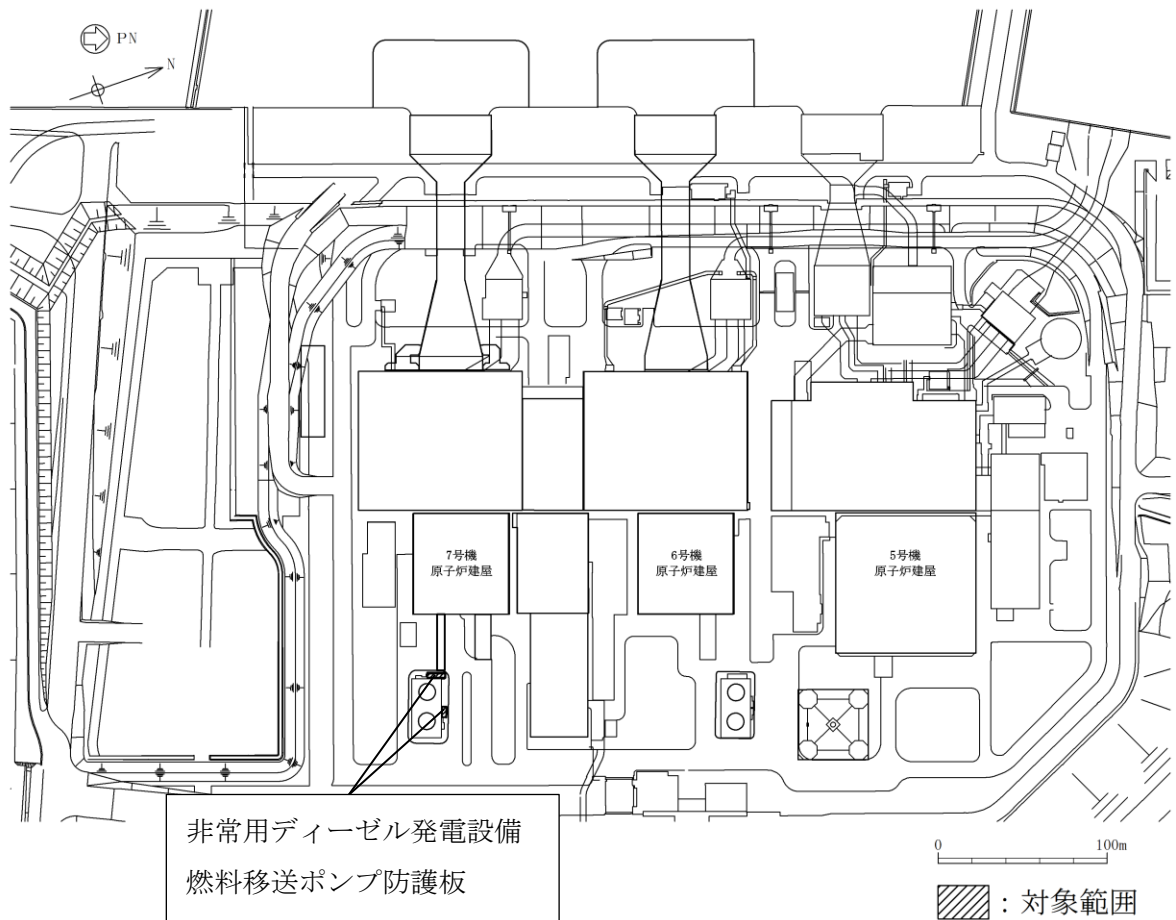 PN
N
7号機
原子炉建屋
6号機
原子炉建屋
5号機
原子炉建屋
非常用ディーゼル発電設備
燃料移送ポンプ防護板
0 100m
：対象範囲